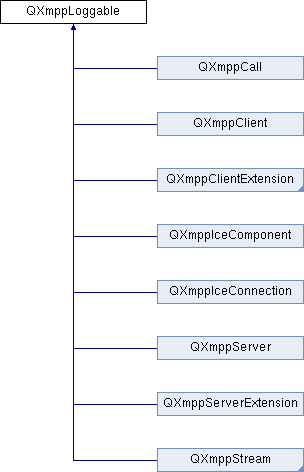 QXmppLoggable
QXmppCall
QXmppClient
QXmppClientExtension
QXmppIceComponent
QXmppIceConnection
QXmppServer
QXmppServerExtension
QXmppStream